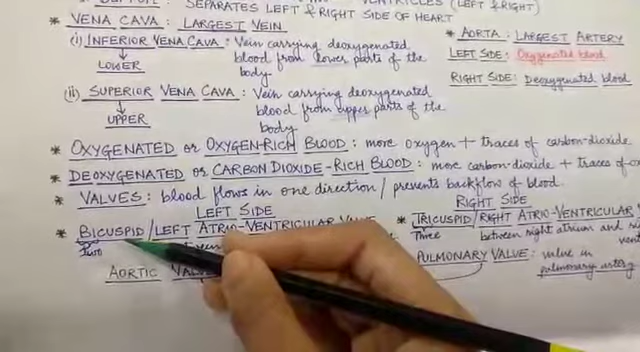 SEPARATES LEFT & RIGHT SIDE OF HEART
* VENA CAVA: LARGEST VEIN
(i) INFERIOR VENA CAVA: Vein carrying deoxygenated
LOWER
blood from lower parts of the
body
(ii) SUPERIOR VENA CAVA: Vein carrying deoxygenated
UPPER
blood from upper parts of the
body
* AORTA: LARGEST ARTERY
LEFT SIDE: Oxygenated blood
RIGHT SIDE: Deoxygenated blood
* OXYGENATED or OXYGEN-RICH BLOOD: more oxygen + traces of carbon-dioxide
* DEOXYGENATED or CARBON DIOXIDE-RICH BLOOD: more carbon-dioxide + traces of
* VALVES: blood flows in one direction / prevents backflow of blood.
LEFT SIDE
* BICUSPID/LEFT ATRIO-VENTRICULAR VALVE
Two
AORTIC
RIGHT SIDE
* TRICUSPID/RIGHT ATRIO-VENTRICULAR
Three between right atrium and
PULMONARY VALVE: valve in
pulmonary artery